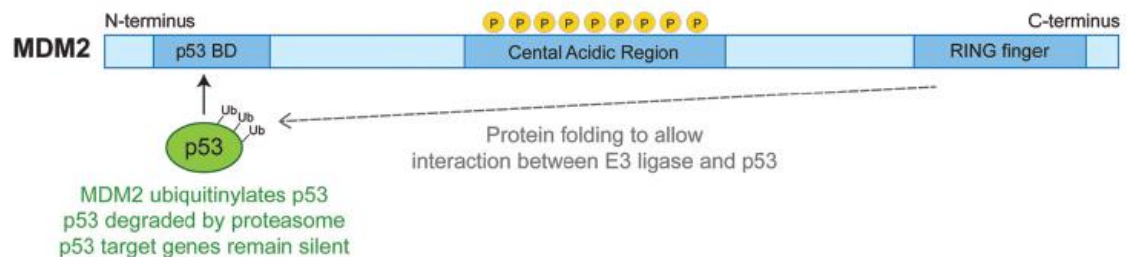 N-terminus
P P P P P P P P P
C-terminus
MDM2
p53 BD
Cental Acidic Region
RING finger
Ub
Ub
Ub
p53
Protein folding to allow
interaction between E3 ligase and p53
MDM2 ubiquitinylates p53
p53 degraded by proteasome
p53 target genes remain silent